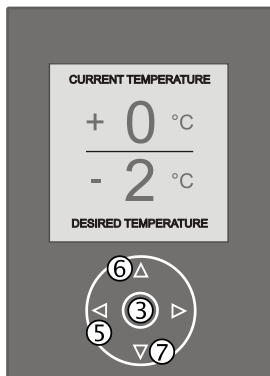 CURRENT TEMPERATURE
+ 0 °C
- 2 °C
DESIRED TEMPERATURE
6
3
5
7